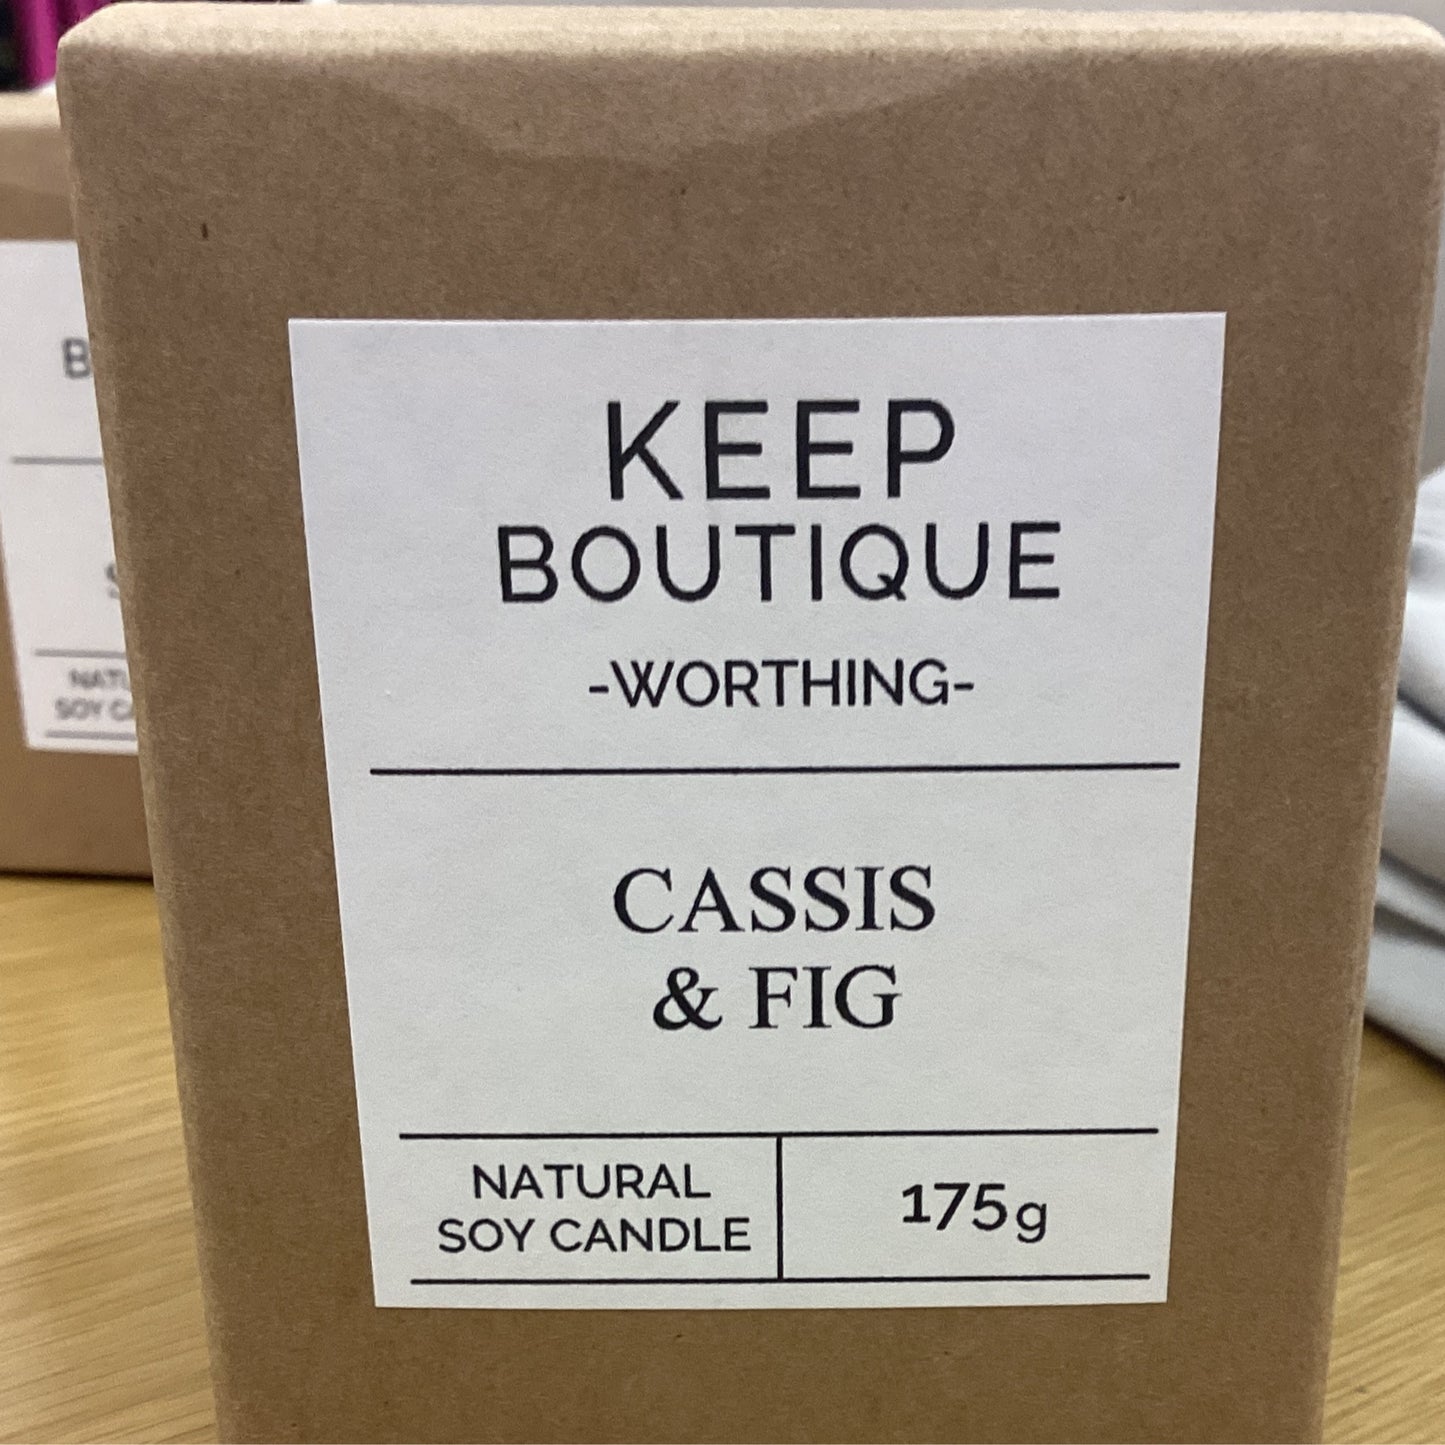 KEEP
BOUTIQUE
-WORTHING-
CASSIS
& FIG
NATURAL
SOY CANDLE
175g